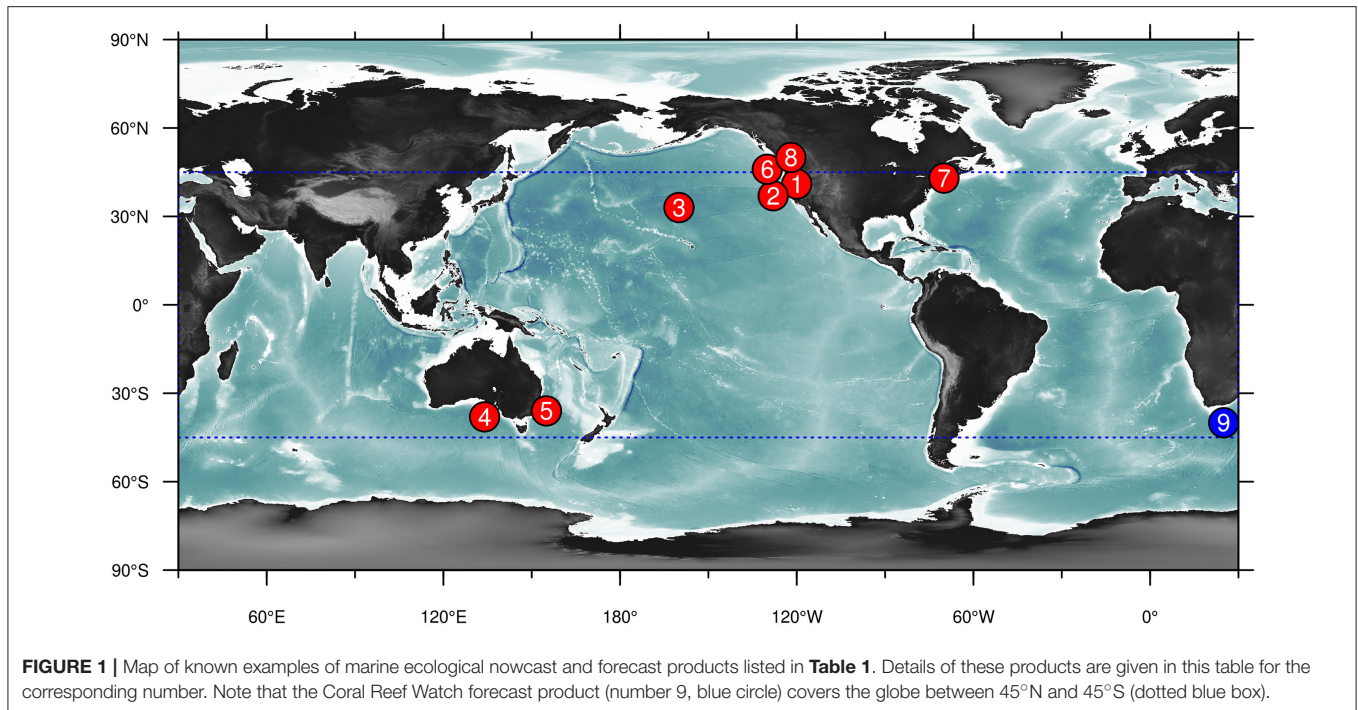 90°N
60°N
30°N
0°
30°S
60°S
90°S
8
6
1
7
2
3
4
5
9
60°E 120°E 180° 120°W 60°W 0°
FIGURE 1 | Map of known examples of marine ecological nowcast and forecast products listed in Table 1. Details of these products are given in this table for the
corresponding number. Note that the Coral Reef Watch forecast product (number 9, blue circle) covers the globe between 45°N and 45°S (dotted blue box).